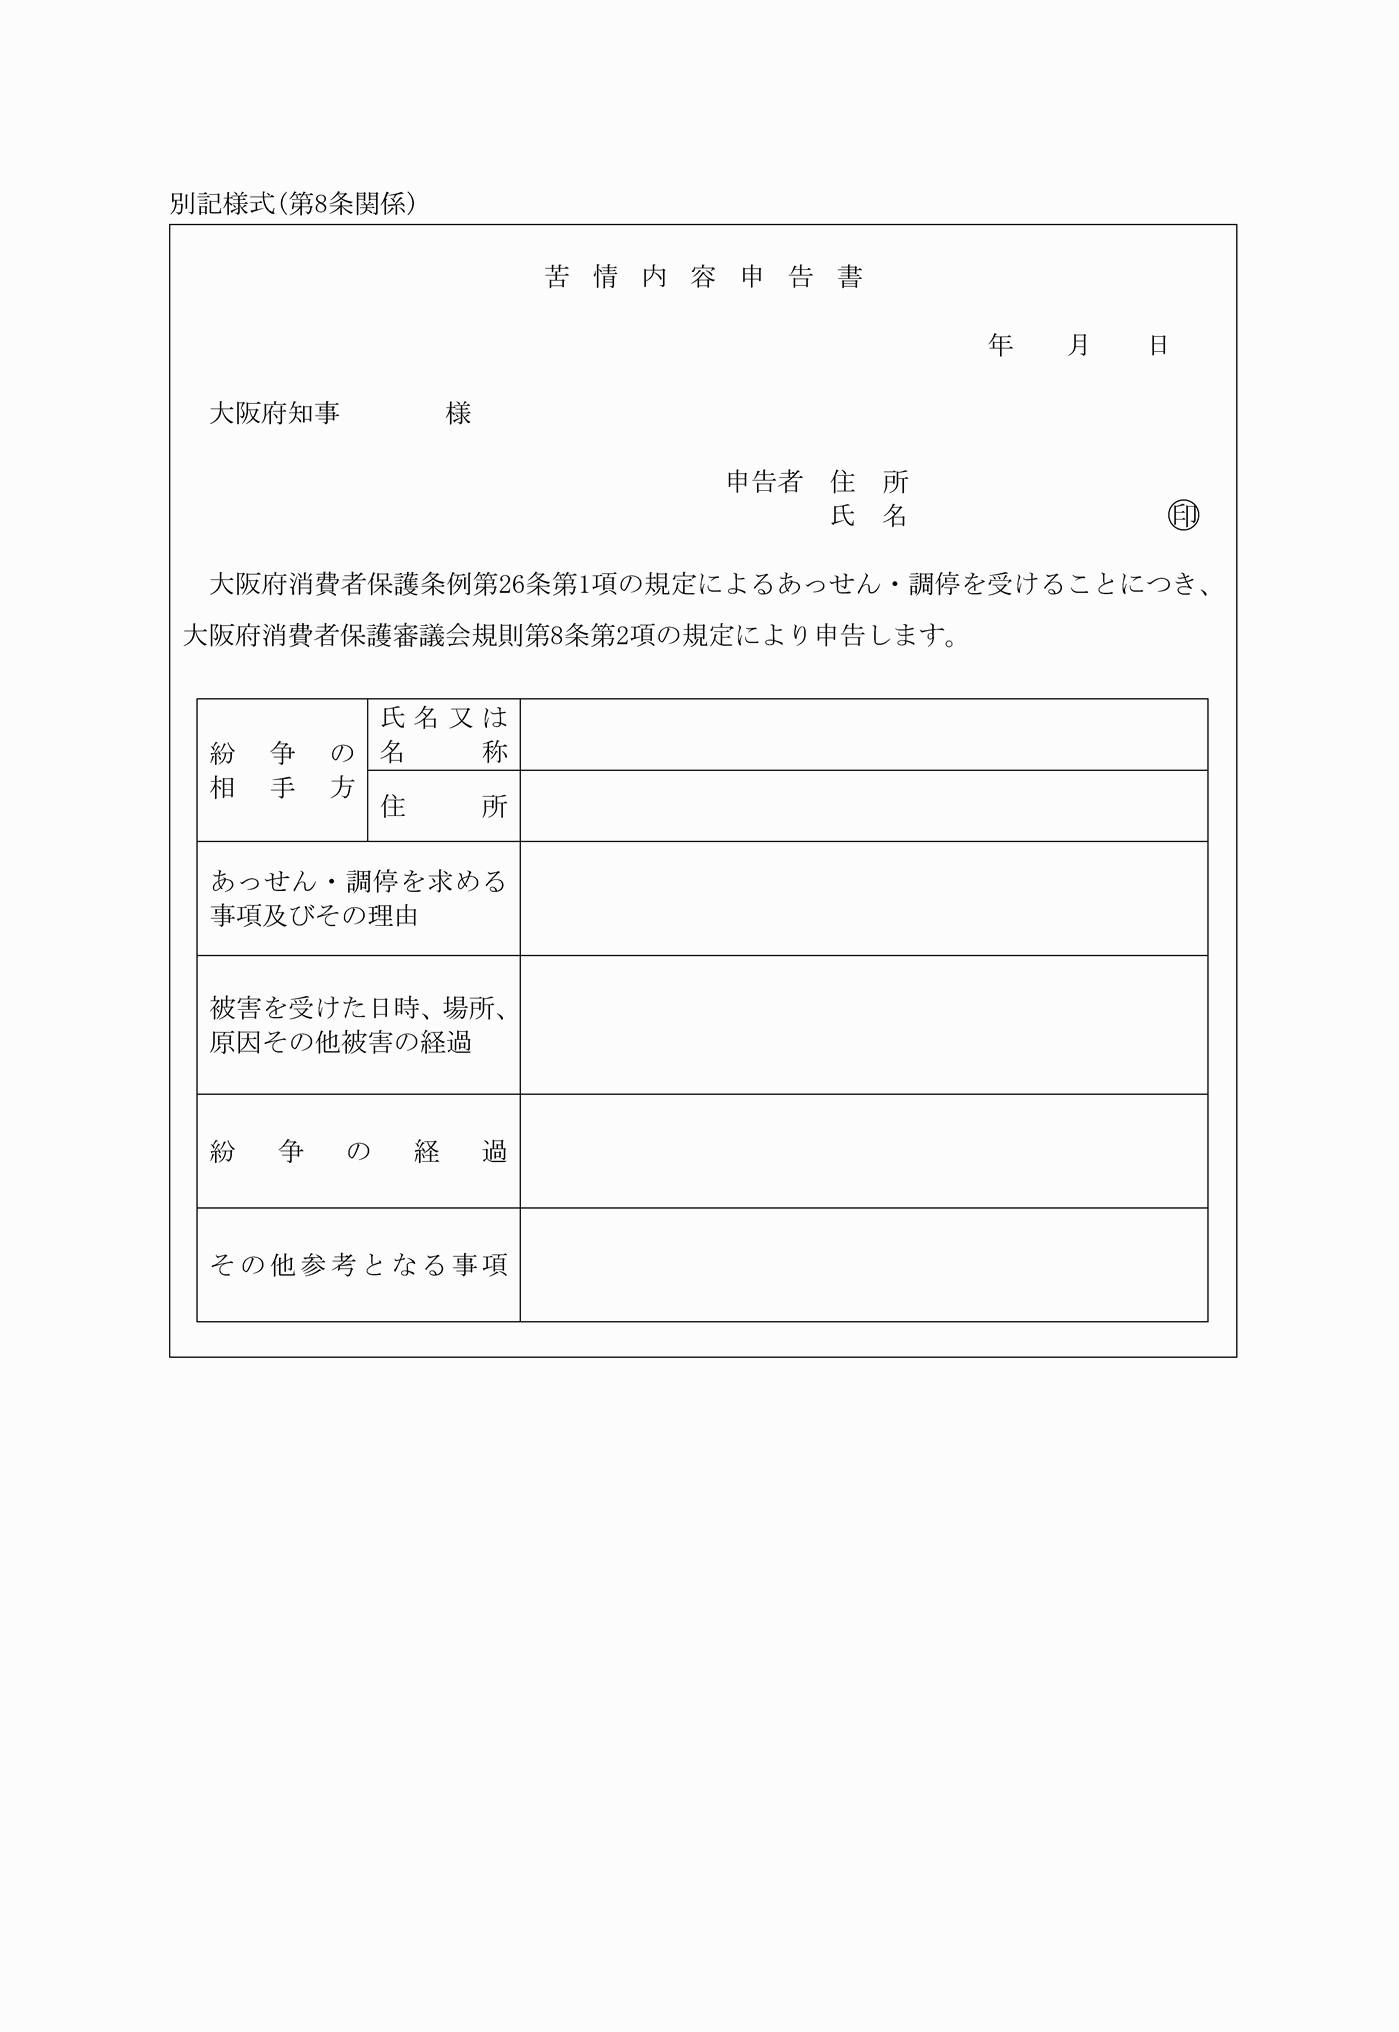 別記様式(第8条関係)
苦情内容申告書
年 月 日
大阪府知事 様
申告者 住 所
氏 名 ㊞
大阪府消費者保護条例第26条第1項の規定によるあっせん・調停を受けることにつき、
大阪府消費者保護審議会規則第8条第2項の規定により申告します。
紛争の
相手方
氏名又は
名称
住所
あっせん・調停を求める
事項及びその理由
被害を受けた日時、場所、
原因その他被害の経過
紛争の経過
その他参考となる事項